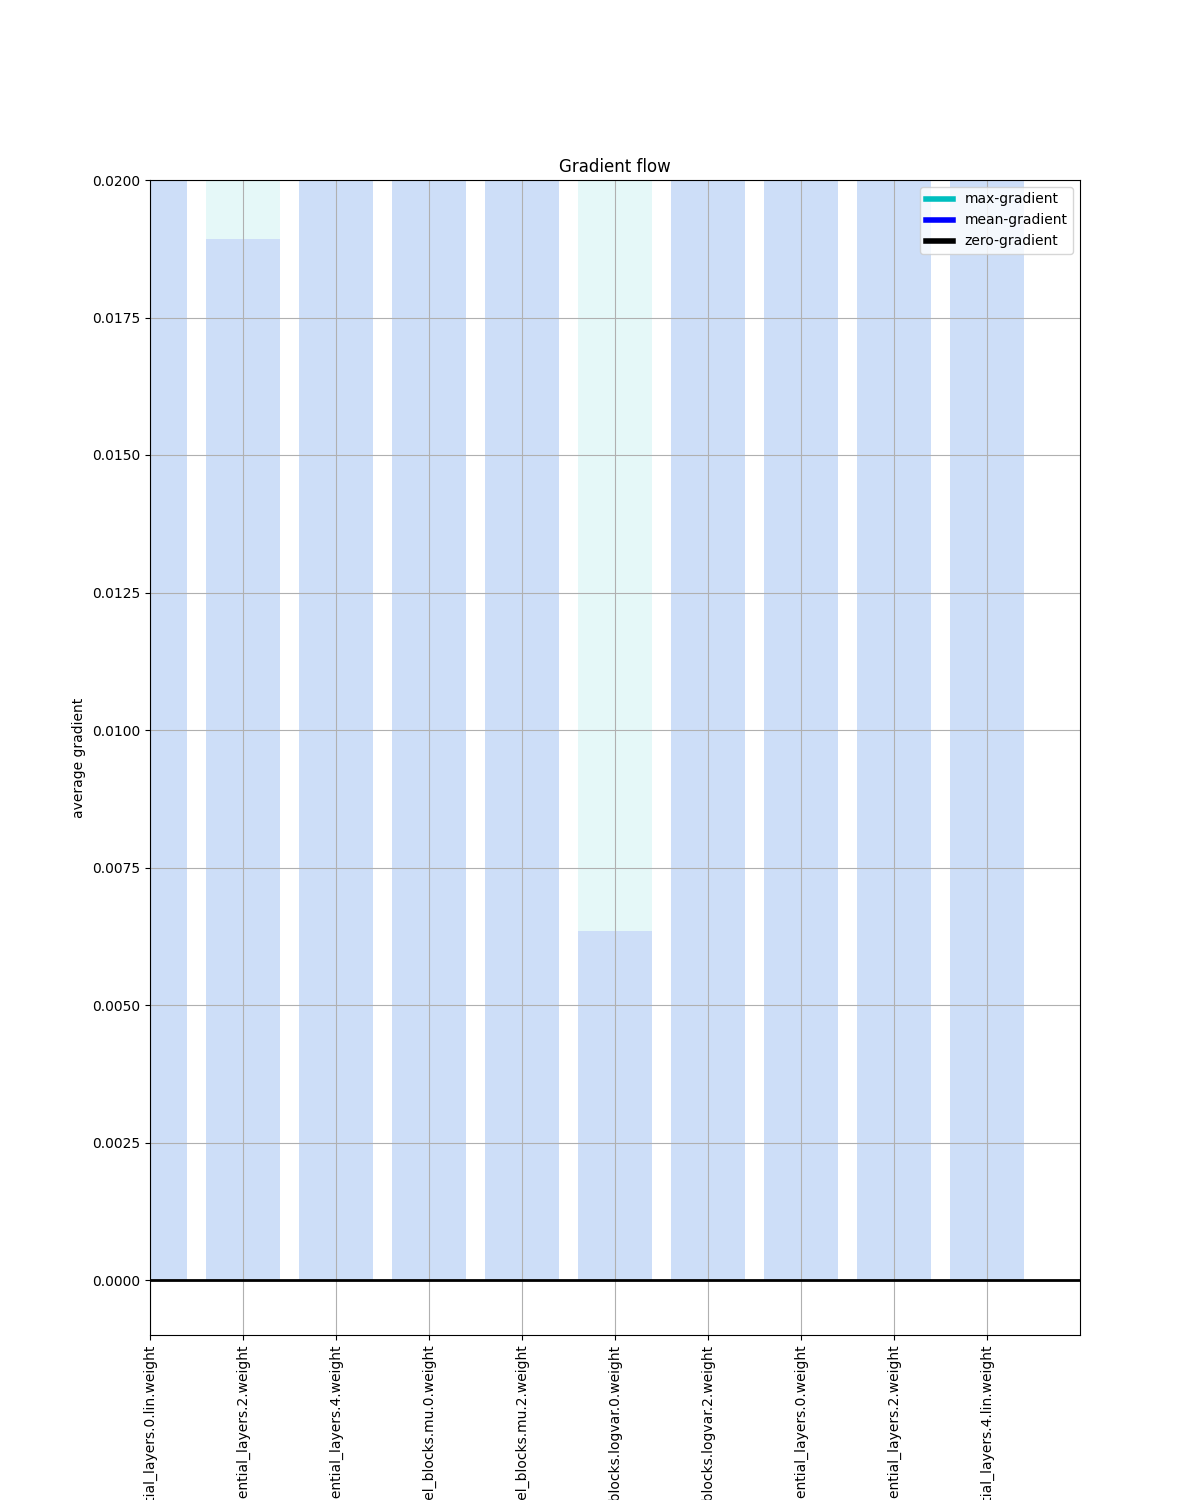 Gradient flow
max-gradient
mean-gradient
zero-gradient
average gradient
0.0200
0.0175
0.0150
0.0125
0.0100
0.0075
0.0050
0.0025
0.0000
tial_layers.0.lin.weight
ential_layers.2.weight
ential_layers.4.weight
el_blocks.mu.0.weight
el_blocks.mu.2.weight
blocks.logvar.0.weight
blocks.logvar.2.weight
ential_layers.0.weight
ential_layers.2.weight
tial_layers.4.lin.weight